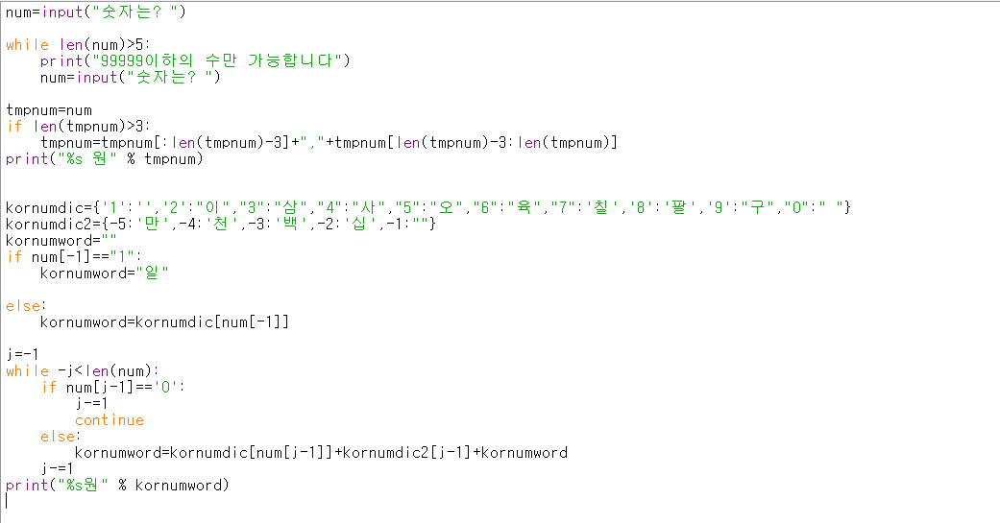 num=input("숫자는? ")
while len(num)>5:
    print("99999이하의 수만 가능합니다")
    num=input("숫자는? ")
tmpnum=num
if len(tmpnum)>3:
    tmpnum=tmpnum[:len(tmpnum)-3]+","+tmpnum[len(tmpnum)-3:len(tmpnum)]
print("%s 원" % tmpnum)
kornumdic={'1':'','2':"이","3":"삼","4":"사","5":"오","6":"육","7":'칠','8':'팔','9':"구","0":" "}
kornumdic2={-5:'만',-4:'천',-3:'백',-2:'십',-1:""}
kornumword=""
if num[-1]=="1":
    kornumword="일"
else:
    kornumword=kornumdic[num[-1]]
j=-1
while -j<len(num):
    if num[j-1]=='0':
        j-=1
        continue
    else:
        kornumword=kornumdic[num[j-1]]+kornumdic2[j-1]+kornumword
    j-=1
print("%s원" % kornumword)